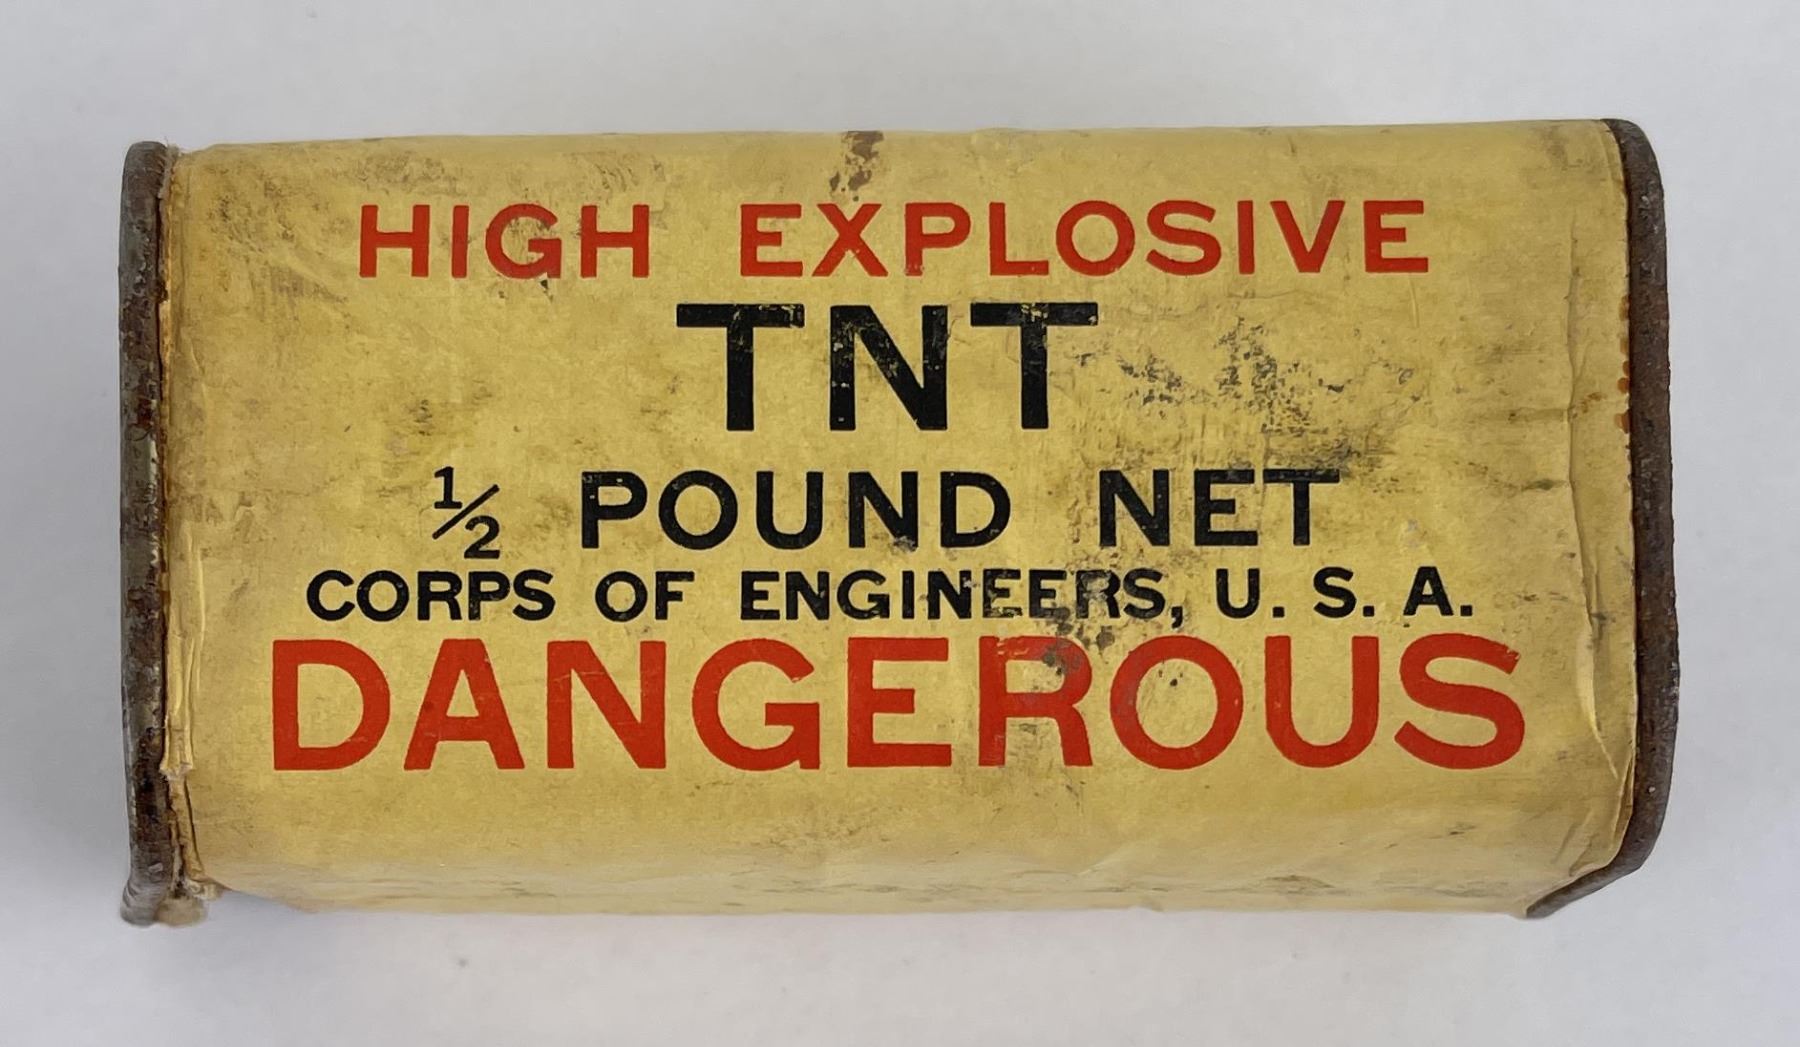 HIGH EXPLOSIVE
TNT
½ POUND NET
CORPS OF ENGINEERS, U. S. A.
DANGEROUS